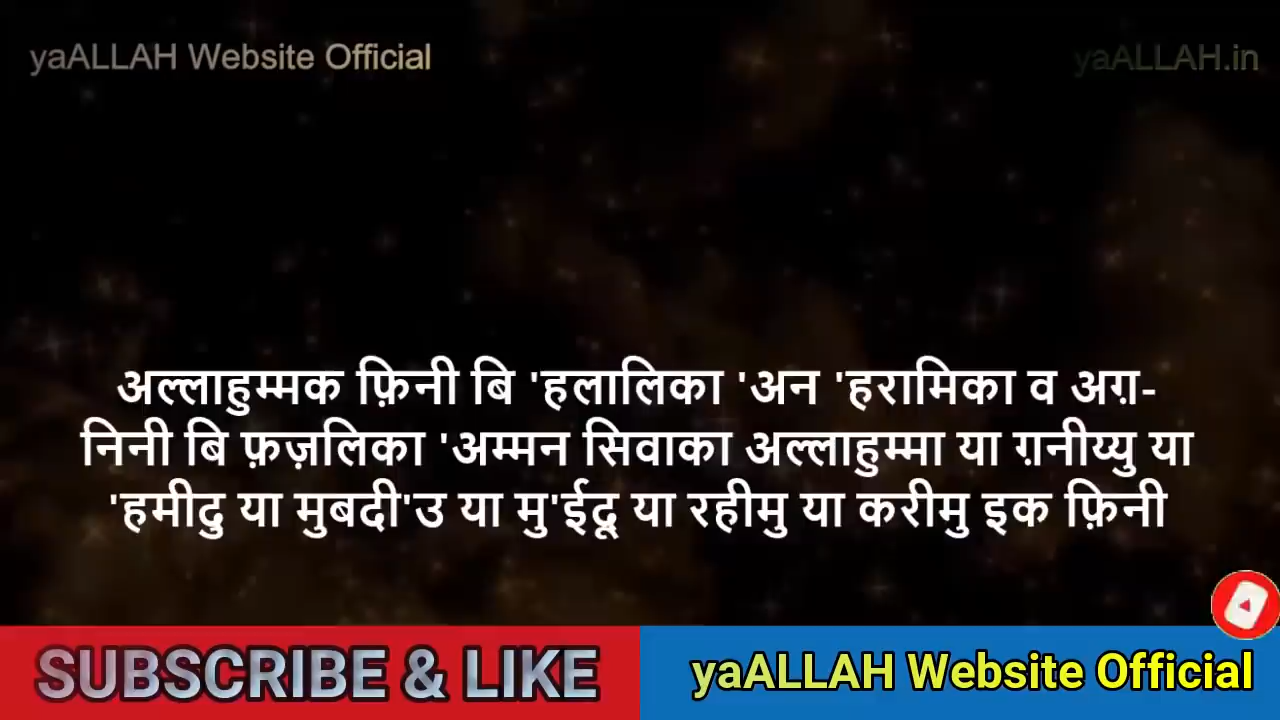 yaALLAH Website Official
yaALLAH.in
अल्लाहुम्मक फ़िनी बि 'हलालिका 'अन 'हरामिका व अग़-
निनी बि फ़ज़लिका 'अम्मन सिवाका अल्लाहुम्मा या ग़नीय्यु या
'हमीदु या मुबदी'उ या मु'ईदू या रहीमु या करीमु इक फ़िनी
SUBSCRIBE & LIKE
yaALLAH Website Official